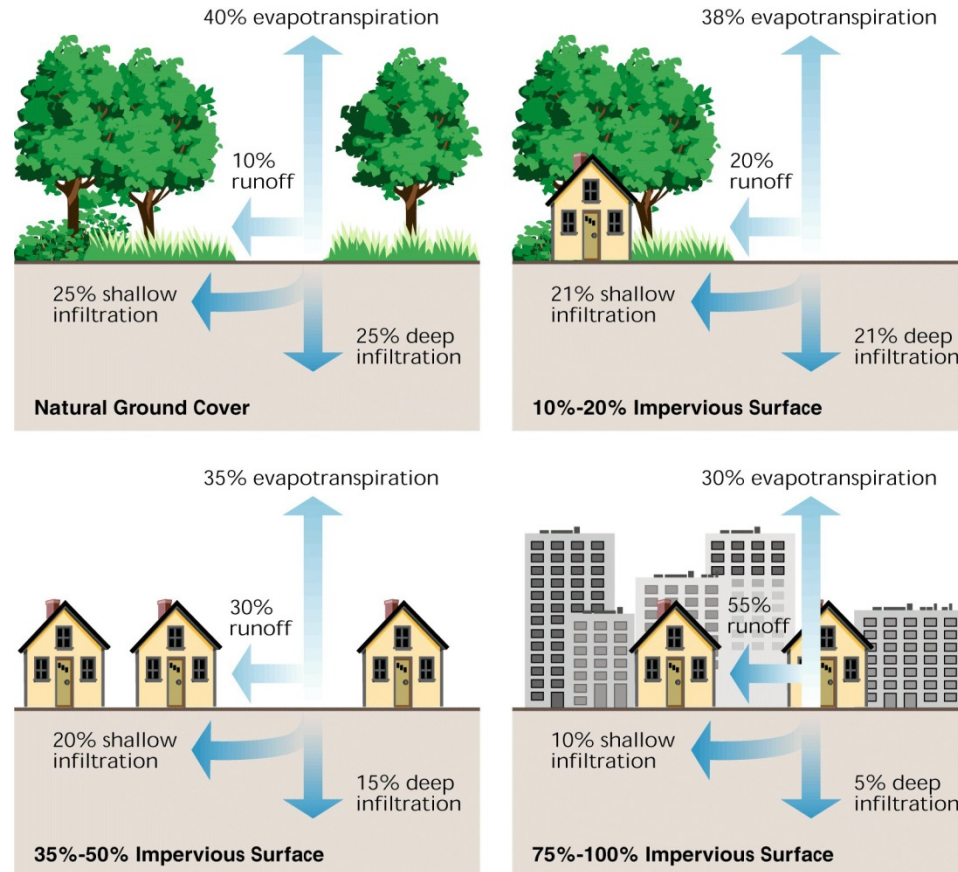 40% evapotranspiration
10%
runoff
25% shallow
infiltration
25% deep
infiltration
Natural Ground Cover
38% evapotranspiration
20%
runoff
21% shallow
infiltration
21% deep
infiltration
10%-20% Impervious Surface
35% evapotranspiration
30%
runoff
20% shallow
infiltration
15% deep
infiltration
35%-50% Impervious Surface
30% evapotranspiration
55%
runoff
10% shallow
infiltration
5% deep
infiltration
75%-100% Impervious Surface